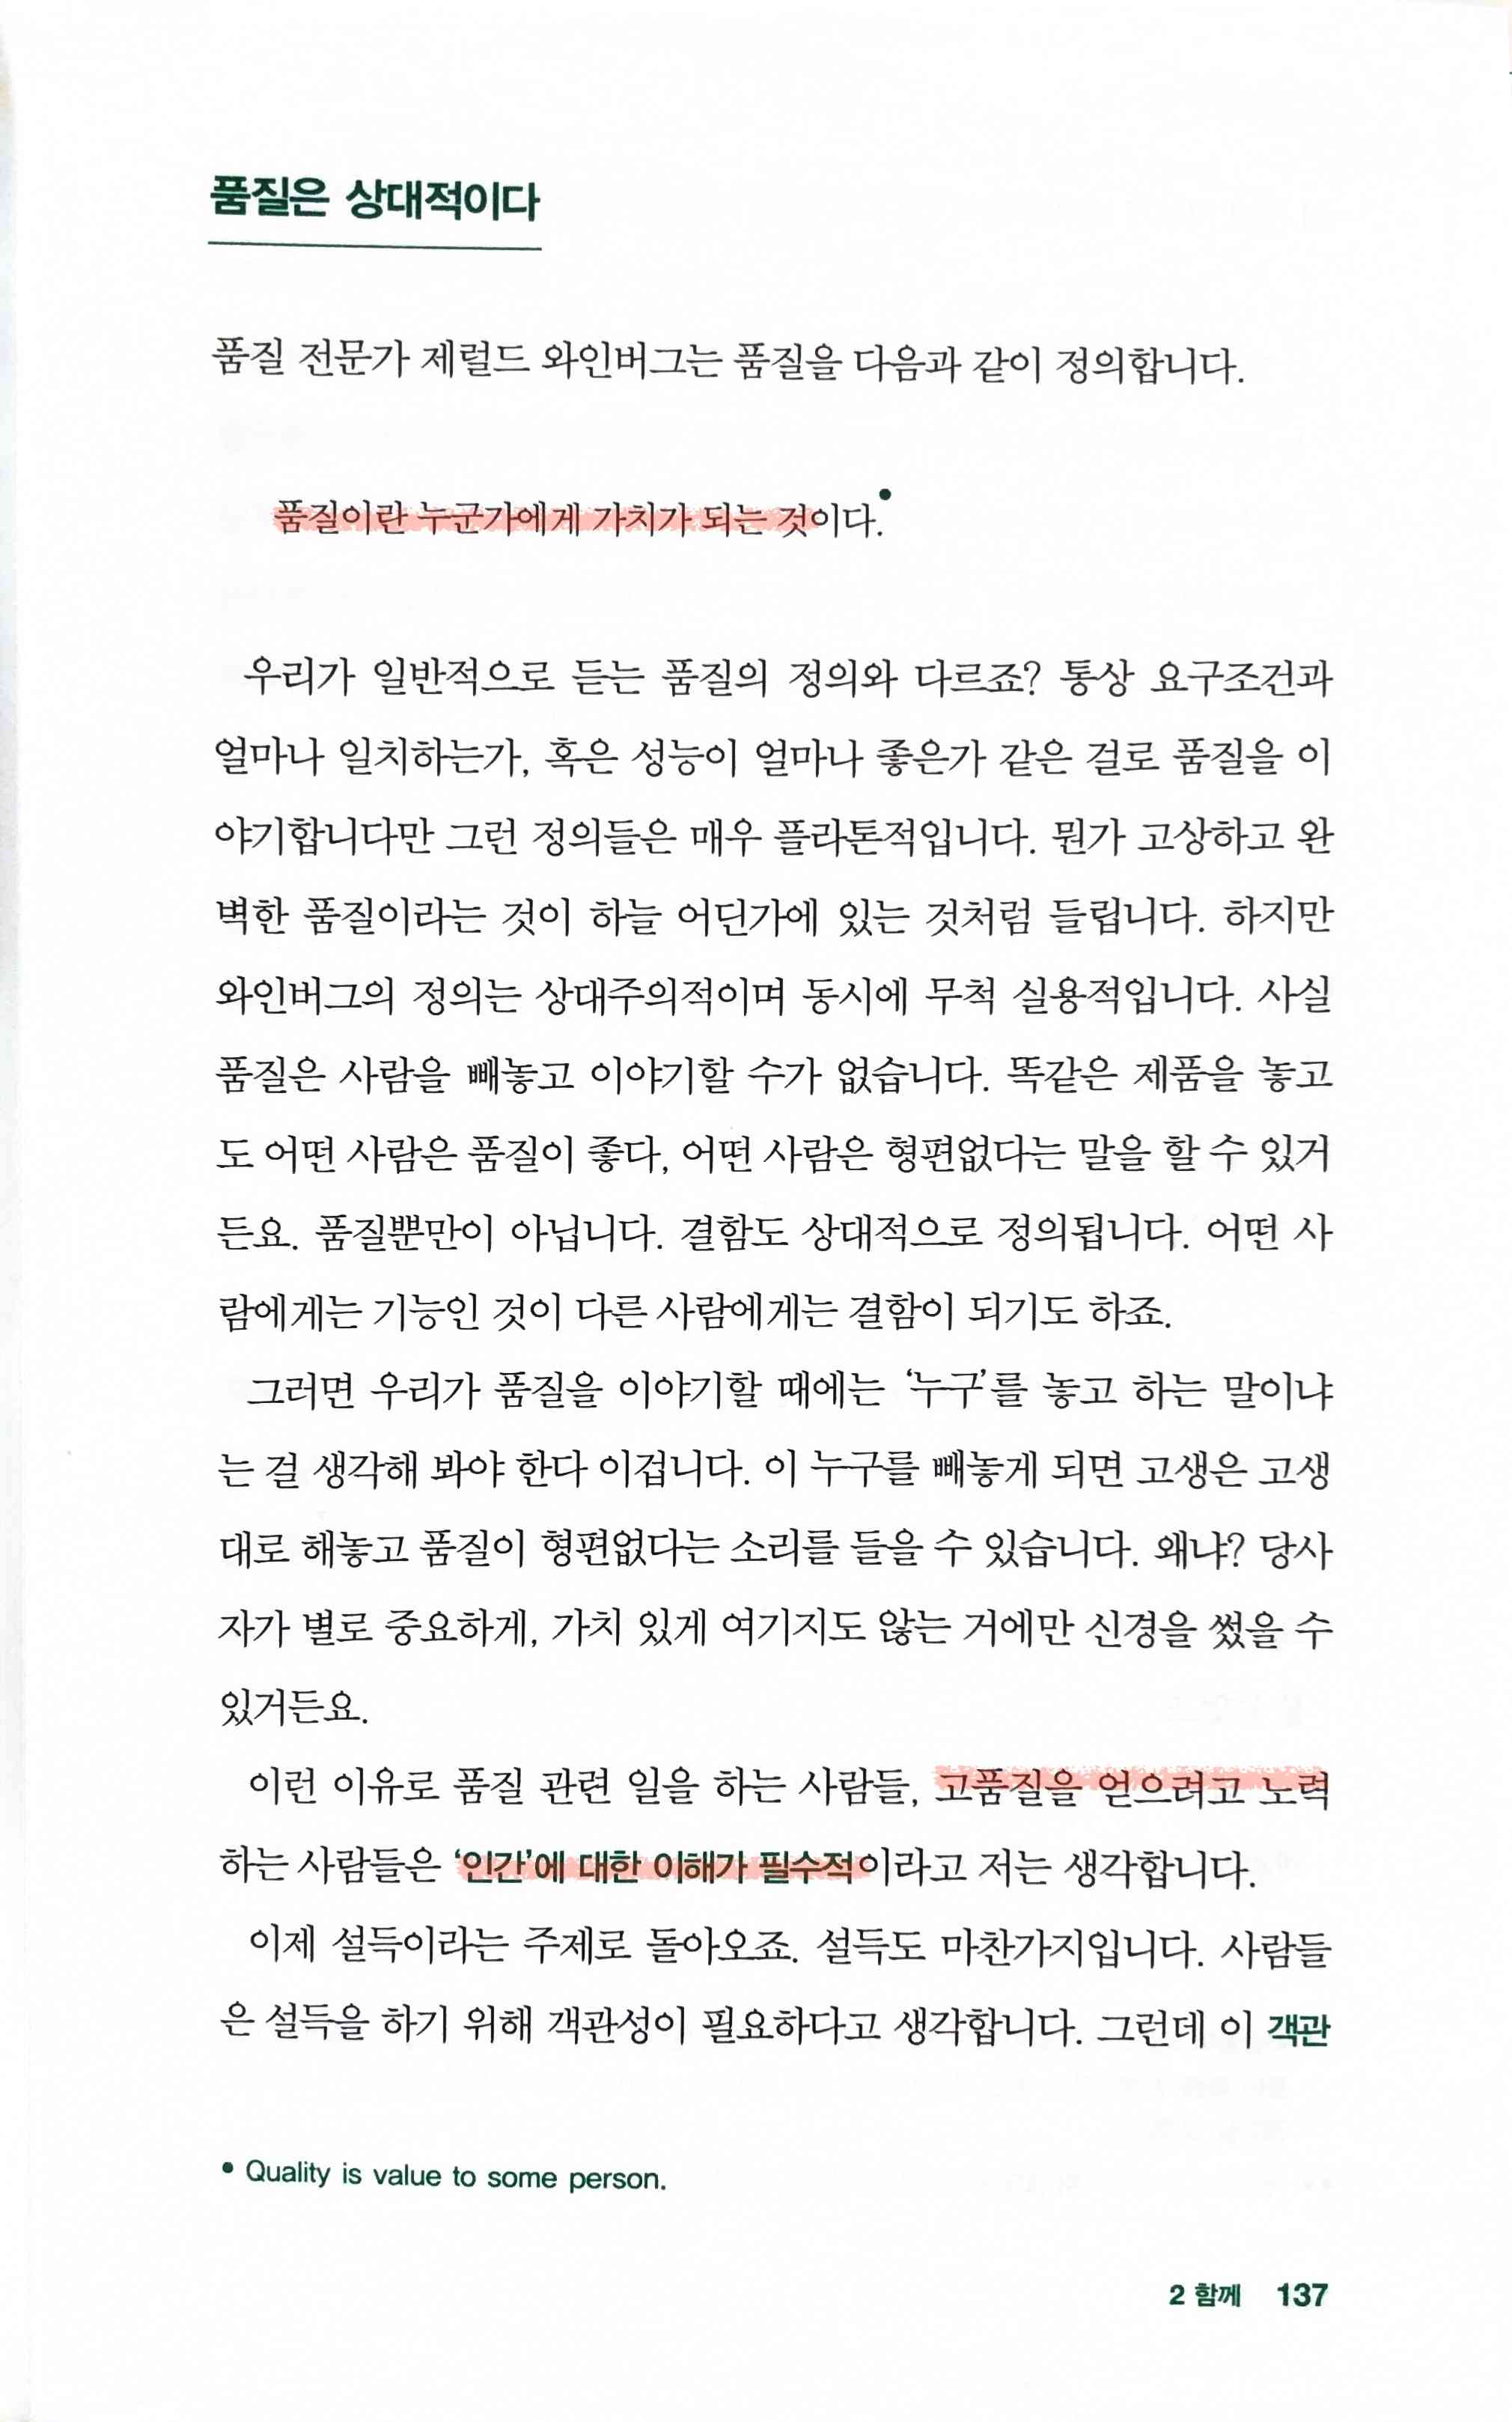 품질은 상대적이다
품질 전문가 제럴드 와인버그는 품질을 다음과 같이 정의합니다.
품질이란 누군가에게 가치가 되는 것이다.•
우리가 일반적으로 듣는 품질의 정의와 다르죠? 통상 요구조건과
얼마나 일치하는가, 혹은 성능이 얼마나 좋은가 같은 걸로 품질을 이
야기합니다만 그런 정의들은 매우 플라톤적입니다. 뭔가 고상하고 완
벽한 품질이라는 것이 하늘 어딘가에 있는 것처럼 들립니다. 하지만
와인버그의 정의는 상대주의적이며 동시에 무척 실용적입니다. 사실
품질은 사람을 빼놓고 이야기할 수가 없습니다. 똑같은 제품을 놓고
도 어떤 사람은 품질이 좋다, 어떤 사람은 형편없다는 말을 할 수 있거
든요. 품질뿐만이 아닙니다. 결함도 상대적으로 정의됩니다. 어떤 사
람에게는 기능인 것이 다른 사람에게는 결함이 되기도 하죠.
그러면 우리가 품질을 이야기할 때에는 ‘누구’를 놓고 하는 말이냐
는 걸 생각해 봐야 한다 이겁니다. 이 누구를 빼놓게 되면 고생은 고생
대로 해놓고 품질이 형편없다는 소리를 들을 수 있습니다. 왜냐? 당사
자가 별로 중요하게, 가치 있게 여기지도 않는 거에만 신경을 썼을 수
있거든요.
이런 이유로 품질 관련 일을 하는 사람들, 고품질을 얻으려고 노력
하는 사람들은 ‘인간’에 대한 이해가 필수적이라고 저는 생각합니다.
이제 설득이라는 주제로 돌아오죠. 설득도 마찬가지입니다. 사람들
은 설득을 하기 위해 객관성이 필요하다고 생각합니다. 그런데 이 객관
• Quality is value to some person.
2 함께 137